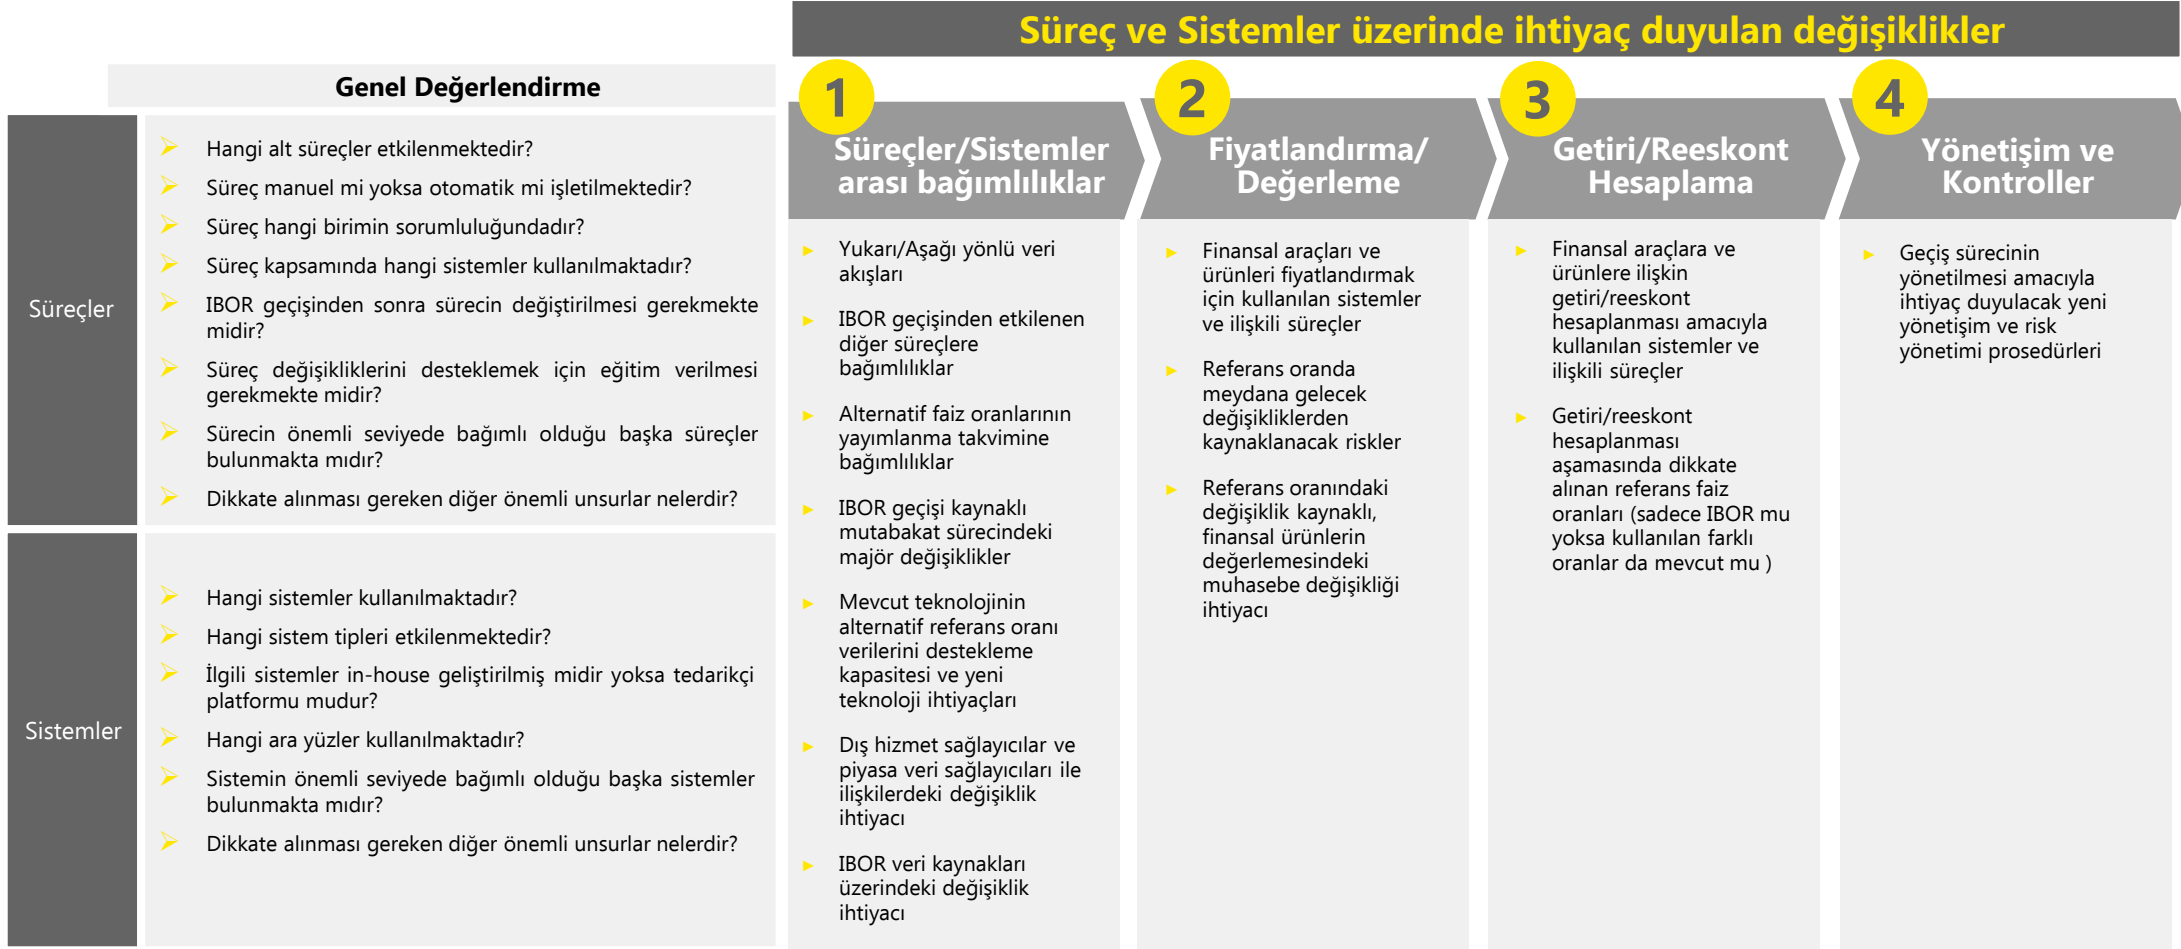 Süreç ve Sistemler üzerinde ihtiyaç duyulan değişiklikler
Genel Değerlendirme
Süreçler
Hangi alt süreçler etkilenmektedir?
Süreç manuel mi yoksa otomatik mi işletilmektedir?
Süreç hangi birimin sorumluluğundadır?
Süreç kapsamında hangi sistemler kullanılmaktadır?
IBOR geçişinden sonra sürecin değiştirilmesi gerekmekte
midir?
Süreç değişikliklerini desteklemek için eğitim verilmesi
gerekmekte midir?
Sürecin önemli seviyede bağımlı olduğu başka süreçler
bulunmakta mıdır?
Dikkate alınması gereken diğer önemli unsurlar nelerdir?
Sistemler
Hangi sistemler kullanılmaktadır?
Hangi sistem tipleri etkilenmektedir?
İlgili sistemler in-house geliştirilmiş midir yoksa tedarikçi
platformu mudur?
Hangi ara yüzler kullanılmaktadır?
Sistemin önemli seviyede bağımlı olduğu başka sistemler
bulunmakta mıdır?
Dikkate alınması gereken diğer önemli unsurlar nelerdir?
1
Süreçler/Sistemler
arası bağımlılıklar
Yukarı/Aşağı yönlü veri
akışları
IBOR geçişinden etkilenen
diğer süreçlere
bağımlılıklar
Alternatif faiz oranlarının
yayımlanma takvimine
bağımlılıklar
IBOR geçişi kaynaklı
mutabakat sürecindeki
majör değişiklikler
Mevcut teknolojinin
alternatif referans oranı
verilerini destekleme
kapasitesi ve yeni
teknoloji ihtiyaçları
Dış hizmet sağlayıcılar ve
piyasa veri sağlayıcıları ile
ilişkilerdeki değişiklik
ihtiyacı
IBOR veri kaynakları
üzerindeki değişiklik
ihtiyacı
2
Fiyatlandırma/
Değerleme
Finansal araçları ve
ürünleri fiyatlandırmak
için kullanılan sistemler
ve ilişkili süreçler
Referans oranda
meydana gelecek
değişikliklerden
kaynaklanacak riskler
Referans oranındaki
değişiklik kaynaklı,
finansal ürünlerin
değerlemesindeki
muhasebe değişikliği
ihtiyacı
3
Getiri/Reeskont
Hesaplama
Finansal araçlara ve
ürünlere ilişkin
getiri/reeskont
hesaplanması amacıyla
kullanılan sistemler ve
ilişkili süreçler
Getiri/reeskont
hesaplanması
aşamasında dikkate
alınan referans faiz
oranları (sadece IBOR mu
yoksa kullanılan farklı
oranlar da mevcut mu )
4
Yönetişim ve
Kontroller
Geçiş sürecinin
yönetilmesi amacıyla
ihtiyaç duyulacak yeni
yönetişim ve risk
yönetimi prosedürleri